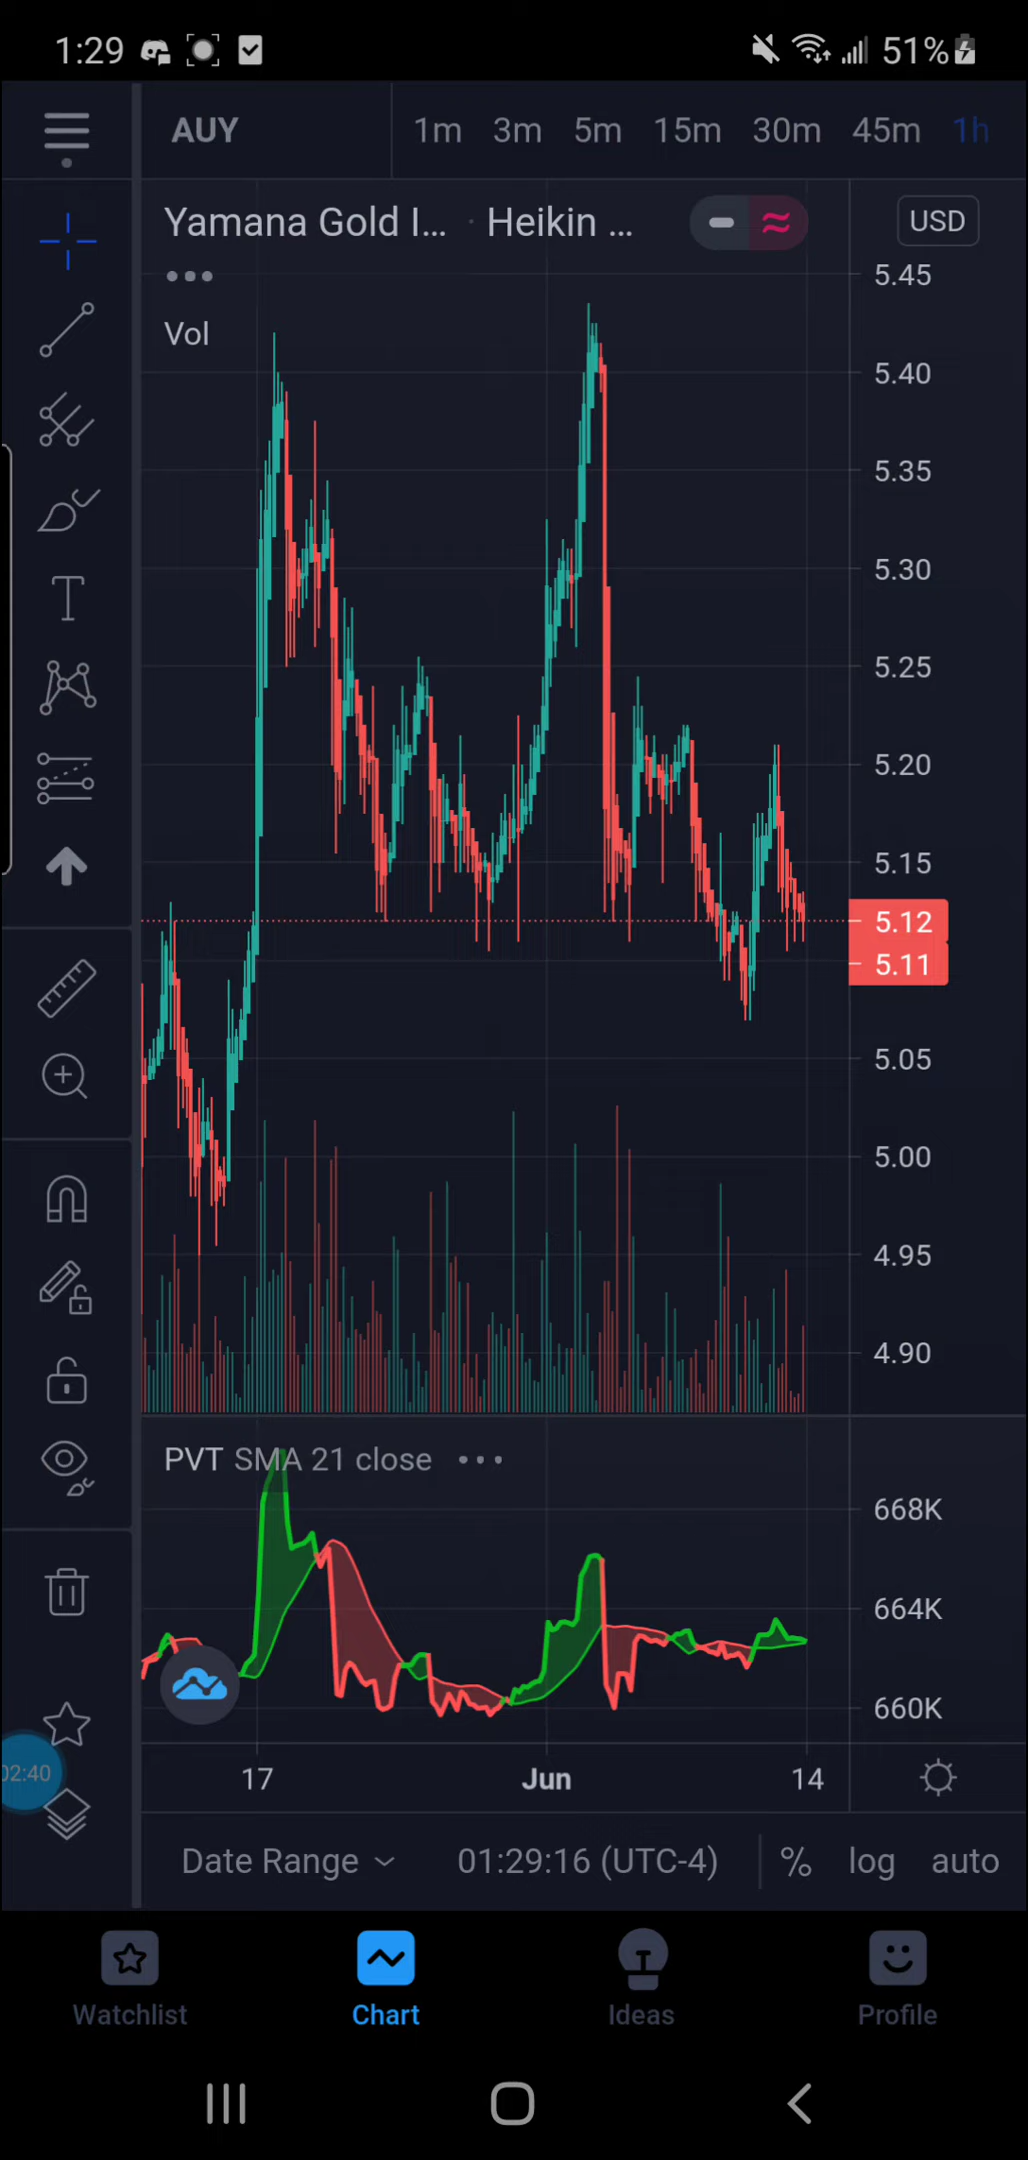 1:29 51%
AUY 1m 3m 5m 15m 30m 45m 1h
Yamana Gold I... · Heikin ... USD
5.45
Vol
5.40
5.35
5.30
5.25
5.20
5.15
5.12
5.11
5.05
5.00
4.95
4.90
PVT SMA 21 close
668K
664K
660K
02:40
17 Jun 14
Date Range 01:29:16 (UTC-4) % log auto
Watchlist Chart Ideas Profile